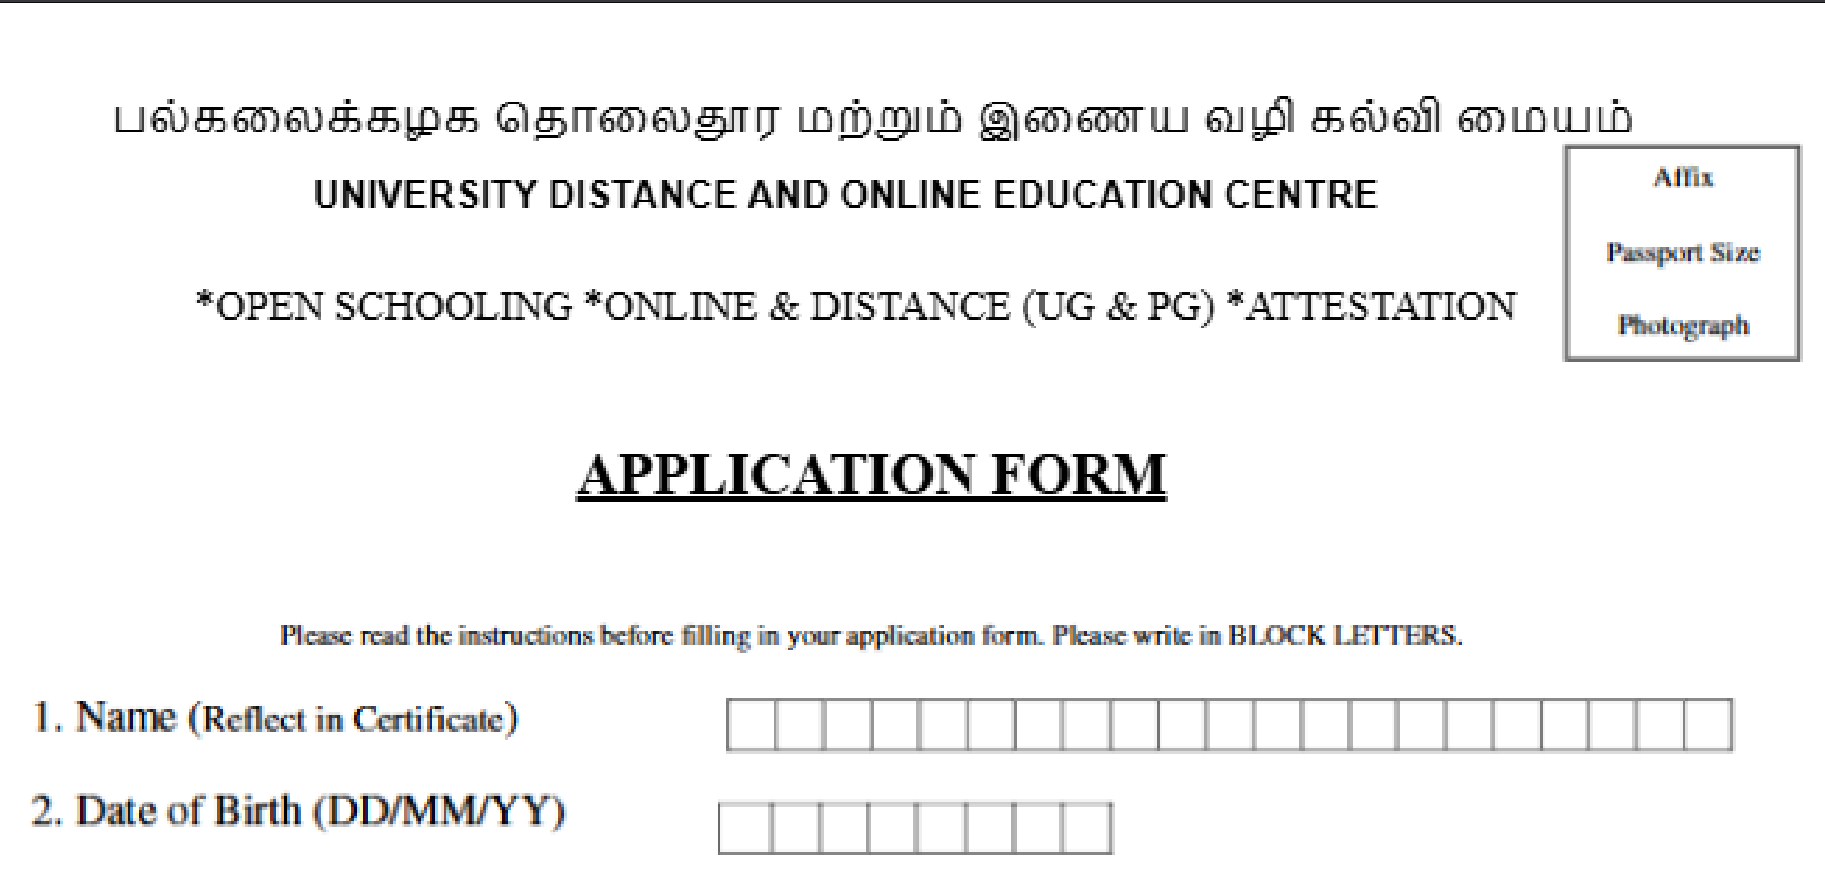 பல்கலைக்கழக தொலைதூர மற்றும் இணைய வழி கல்வி மையம்
UNIVERSITY DISTANCE AND ONLINE EDUCATION CENTRE
*OPEN SCHOOLING *ONLINE & DISTANCE (UG & PG) *ATTESTATION
Affix
Passport Size
Photograph
APPLICATION FORM
Please read the instructions before filling in your application form. Please write in BLOCK LETTERS.
1. Name (Reflect in Certificate)
2. Date of Birth (DD/MM/YY)